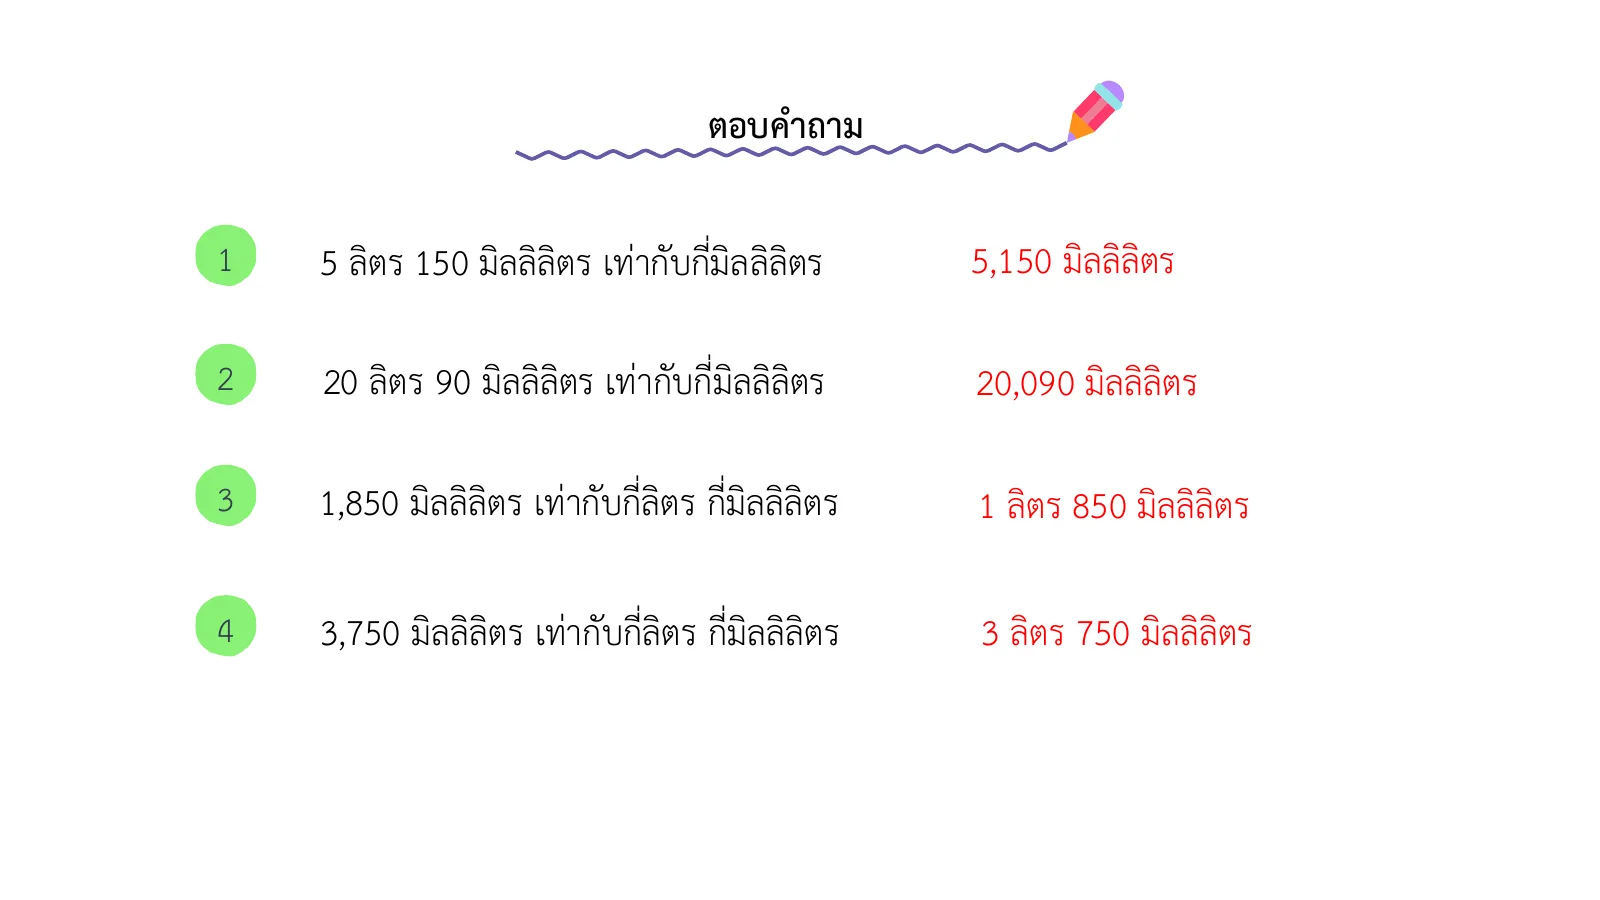 ตอบคำถาม
1 5 ลิตร 150 มิลลิลิตร เท่ากับกี่มิลลิลิตร 5,150 มิลลิลิตร
2 20 ลิตร 90 มิลลิลิตร เท่ากับกี่มิลลิลิตร 20,090 มิลลิลิตร
3 1,850 มิลลิลิตร เท่ากับกี่ลิตร กี่มิลลิลิตร 1 ลิตร 850 มิลลิลิตร
4 3,750 มิลลิลิตร เท่ากับกี่ลิตร กี่มิลลิลิตร 3 ลิตร 750 มิลลิลิตร